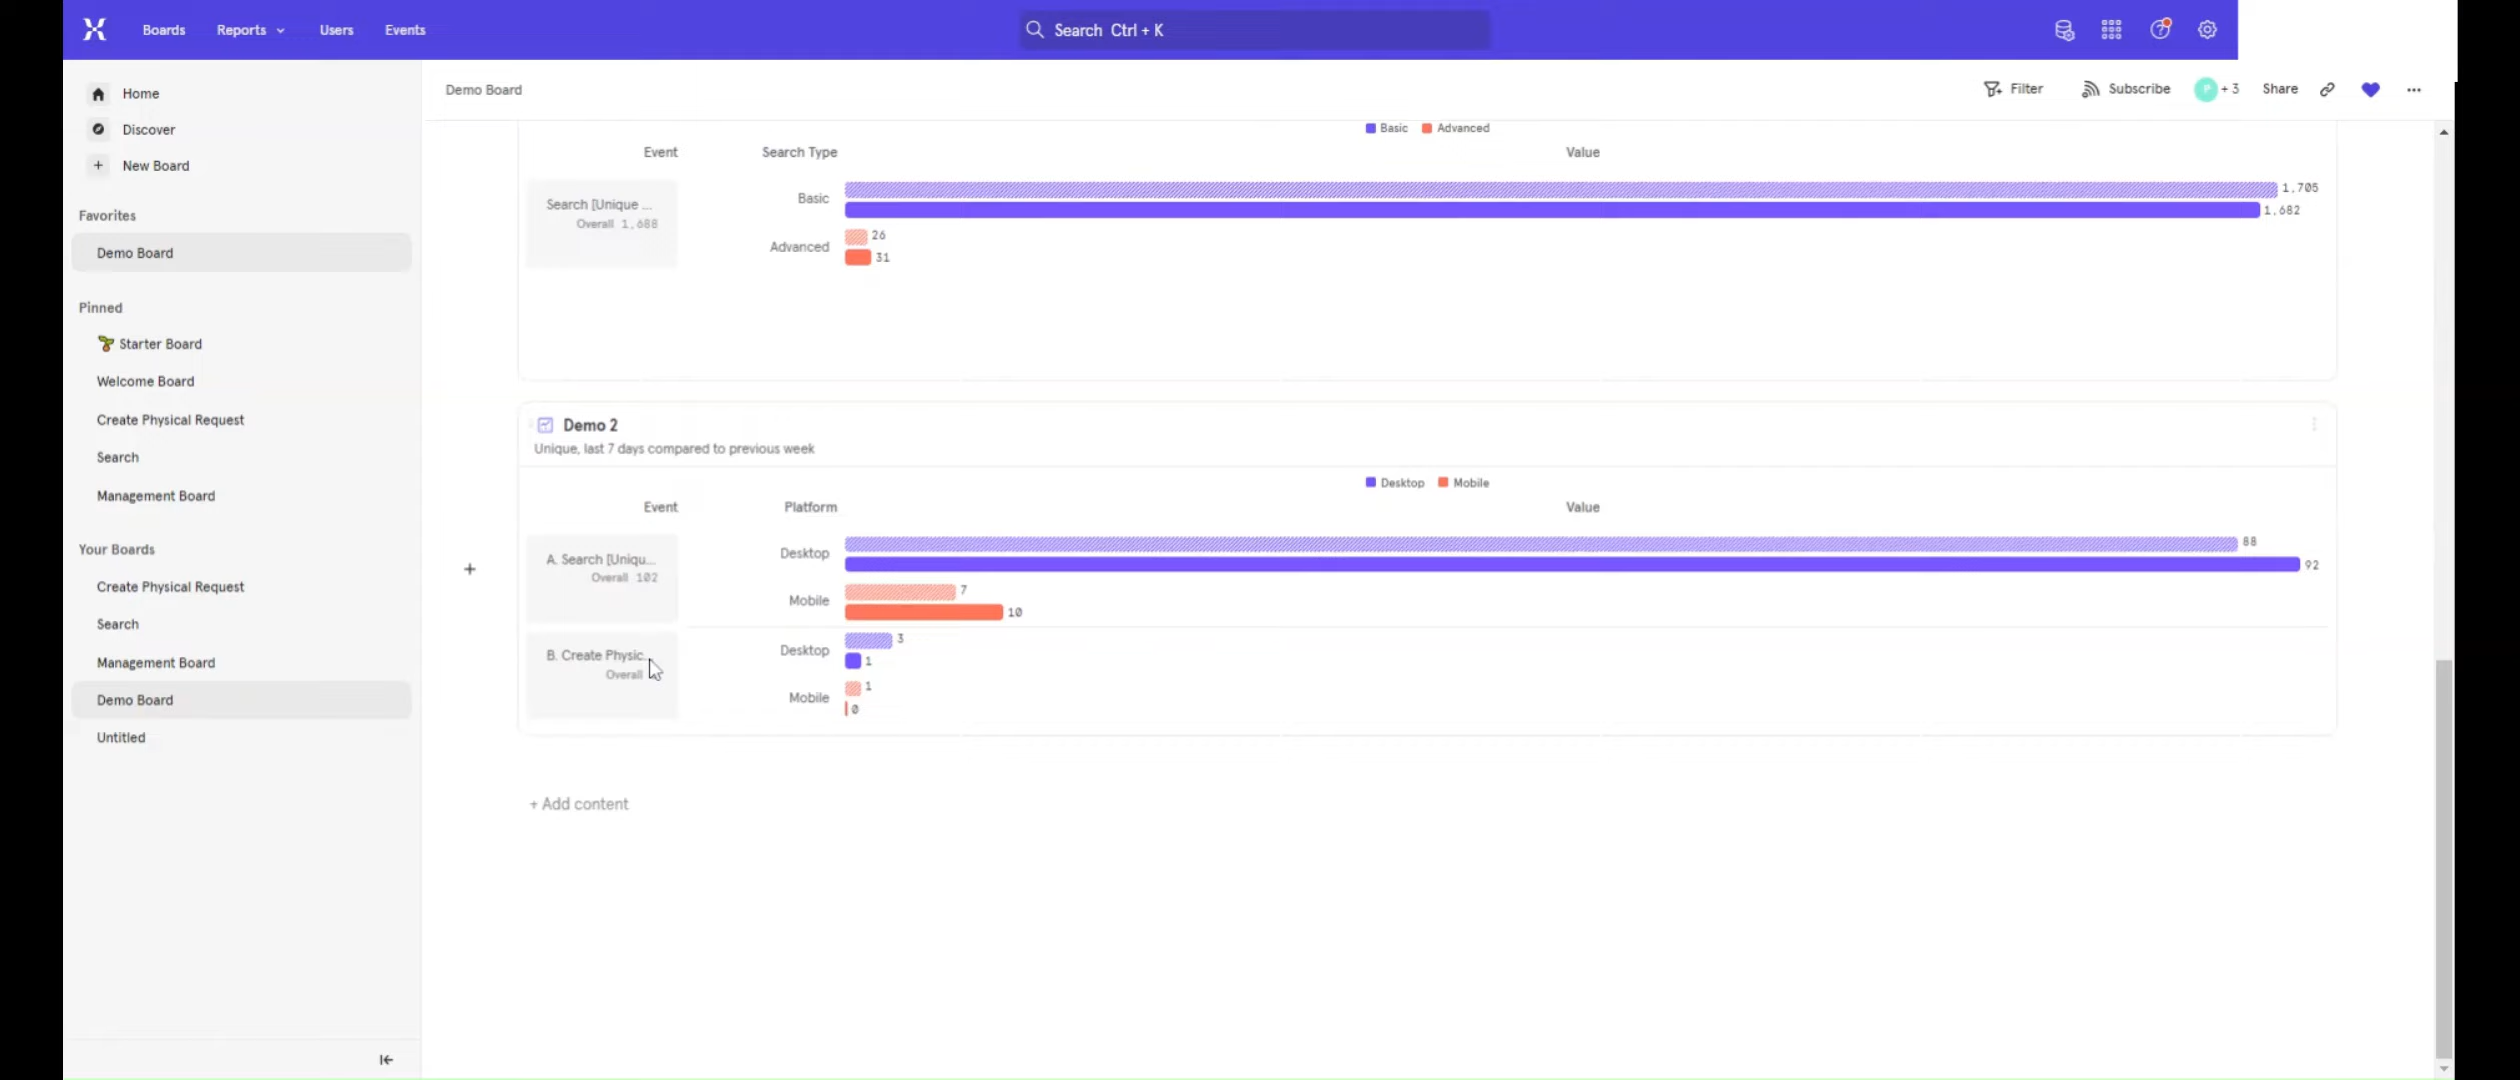 Boards Reports Users Events Search Ctrl + K
Home
Discover
+ New Board
Favorites
Demo Board
Pinned
Starter Board
Welcome Board
Create Physical Request
Search
Management Board
Your Boards
Create Physical Request
Search
Management Board
Demo Board
Untitled
Demo Board Filter Subscribe P + 3 Share ...
Basic Advanced
Event Search Type Value
Search [Unique ...
Overall 1,688
Basic 1,705
1,682
Advanced 26
31
Demo 2
Unique, last 7 days compared to previous week
Desktop Mobile
Event Platform Value
A. Search [Uniqu...
Overall 102
Desktop 88
92
Mobile 7
10
B. Create Physic...
Overall
Desktop 3
1
Mobile 1
0
+
+ Add content